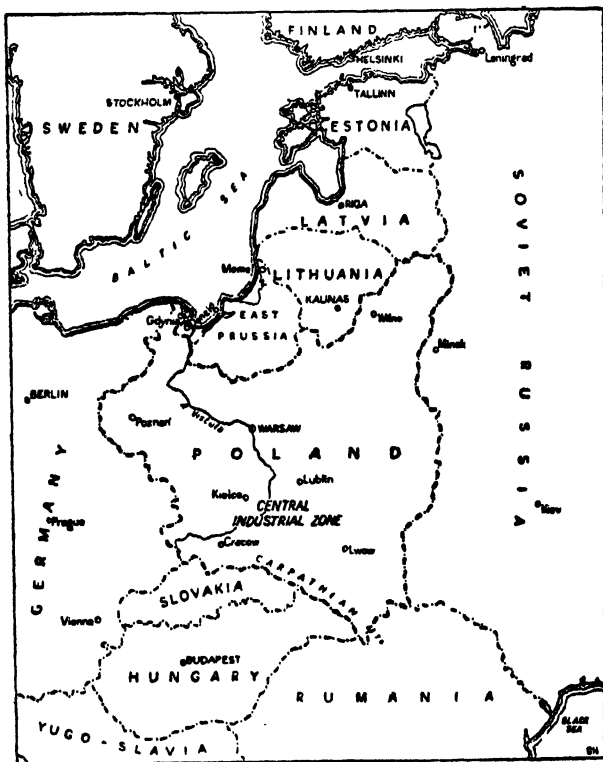 FINLAND
HELSINKI
Leningrad
TALLINN
STOCKHOLM
SWEDEN
ESTONIA
BALTIC SEA
SOVIET RUSSIA
RIGA
LATVIA
LITHUANIA
KAUNAS
Wilno
Gdynia
EAST
PRUSSIA
Minsk
BERLIN
Poznań
Vistula
WARSAW
POLAND
GERMANY
Lublin
Kielce
CENTRAL
INDUSTRIAL ZONE
Kiev
Prague
Cracow
Lwow
CARPATHIAN
SLOVAKIA
Vienna
BUDAPEST
HUNGARY
RUMANIA
BLACK
SEA
YUGO-SLAVIA